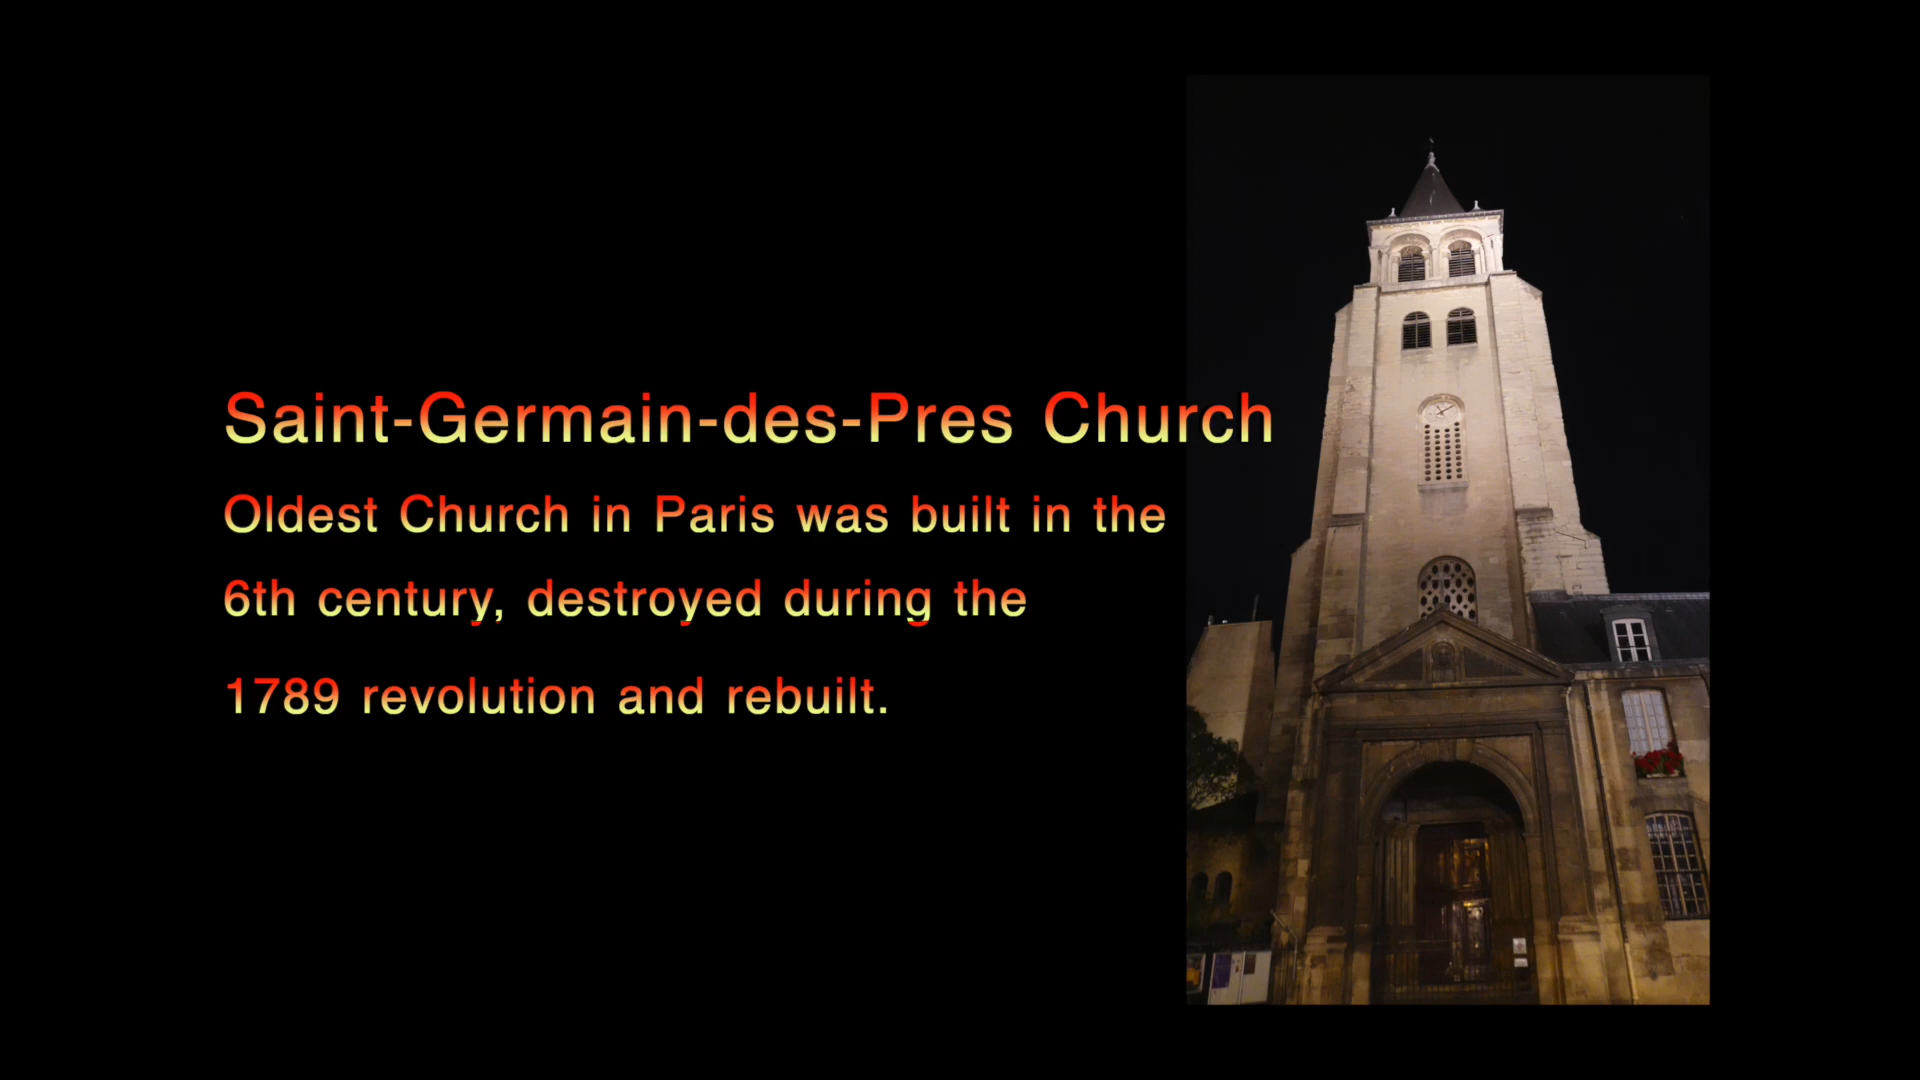 Saint-Germain-des-Pres Church
Oldest Church in Paris was built in the
6th century, destroyed during the
1789 revolution and rebuilt.